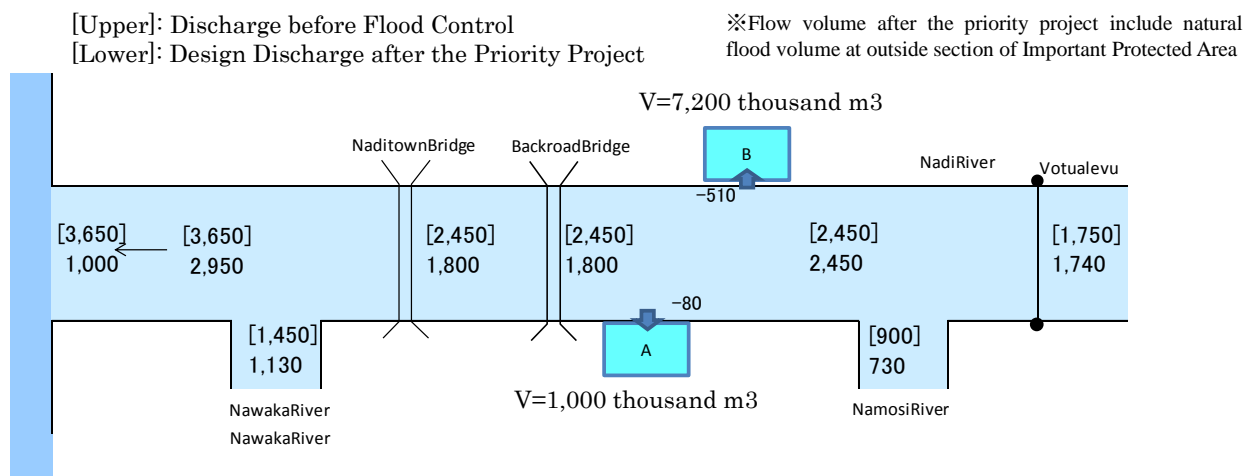 [Upper]: Discharge before Flood Control
[Lower]: Design Discharge after the Priority Project
※Flow volume after the priority project include natural
flood volume at outside section of Important Protected Area
V=7,200 thousand m3
NaditownBridge
BackroadBridge
B
NadiRiver
Votualevu
-510
[3,650]
1,000
[3,650]
2,950
[2,450]
1,800
[2,450]
1,800
[2,450]
2,450
[1,750]
1,740
-80
[1,450]
1,130
A
[900]
730
V=1,000 thousand m3
NawakaRiver
NawakaRiver
NamosiRiver